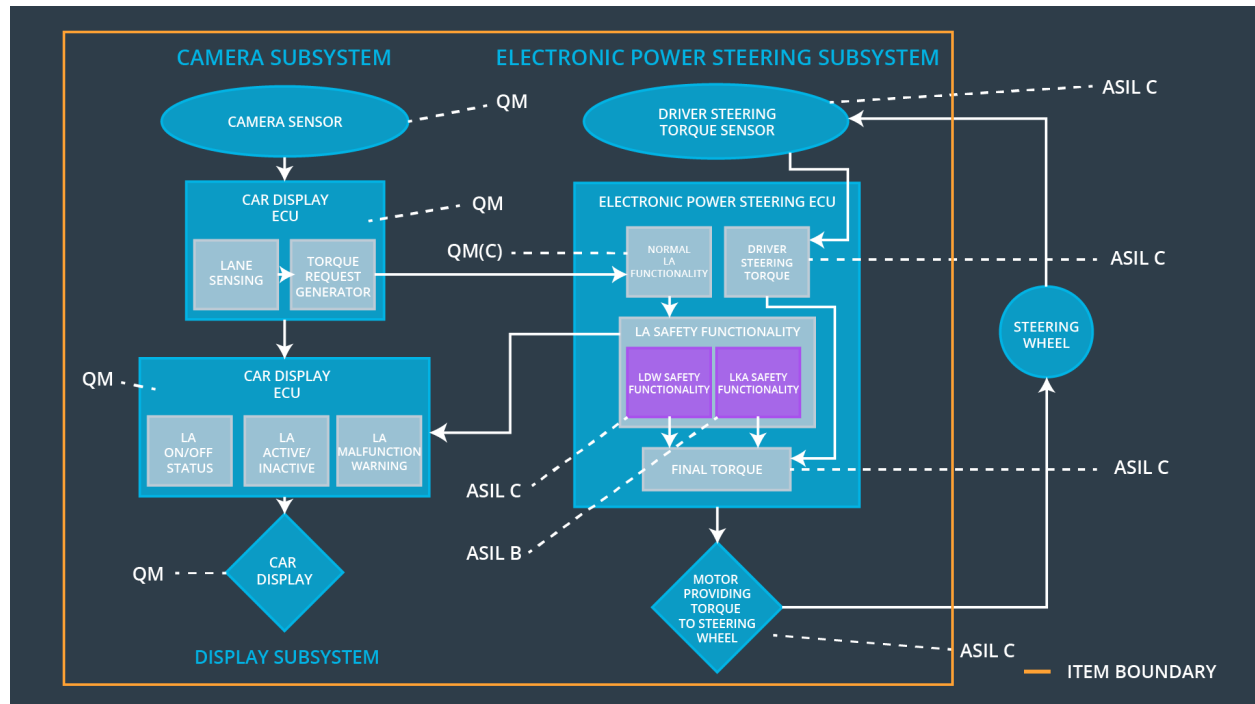 CAMERA SUBSYSTEM
ELECTRONIC POWER STEERING SUBSYSTEM
CAMERA SENSOR
QM
DRIVER STEERING
TORQUE SENSOR
ASIL C
CAR DISPLAY
ECU
QM
LANE
SENSING
TORQUE
REQUEST
GENERATOR
ELECTRONIC POWER STEERING ECU
QM(C)
NORMAL
LA
FUNCTIONALITY
DRIVER
STEERING
TORQUE
ASIL C
LA SAFETY FUNCTIONALITY
LDW SAFETY
FUNCTIONALITY
LKA SAFETY
FUNCTIONALITY
STEERING
WHEEL
QM
CAR DISPLAY
ECU
LA
ON/OFF
STATUS
LA
ACTIVE/
INACTIVE
LA
MALFUNCTION
WARNING
FINAL TORQUE
ASIL C
ASIL C
ASIL B
QM
CAR
DISPLAY
MOTOR
PROVIDING
TORQUE
TO STEERING
WHEEL
ASIL C
DISPLAY SUBSYSTEM
ITEM BOUNDARY